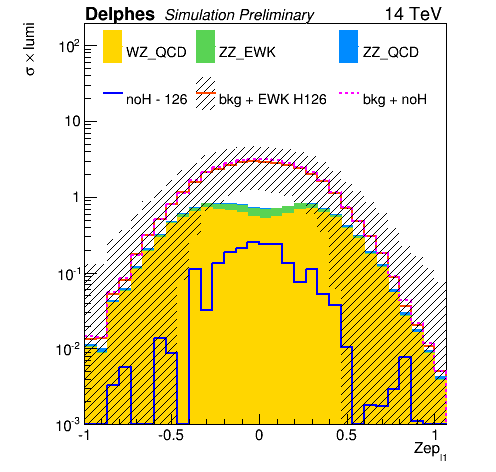 Delphes Simulation Preliminary 14 TeV
σ × lumi
WZ_QCD ZZ_EWK ZZ_QCD
noH - 126 bkg + EWK H126 bkg + noH
10²
10
1
10⁻¹
10⁻²
10⁻³
-1 -0.5 0 0.5 1
Zep_l1